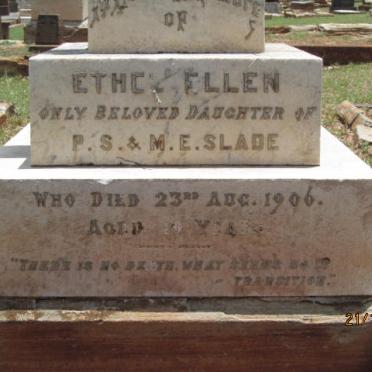 OF
ETHEL ELLEN
ONLY BELOVED DAUGHTER OF
P. S. & M. E. SLADE
WHO DIED 23RD AUG. 1906.
AGED YEARS
"THERE IS NO DEATH, WHAT SEEMS SO IS
TRANSITION."